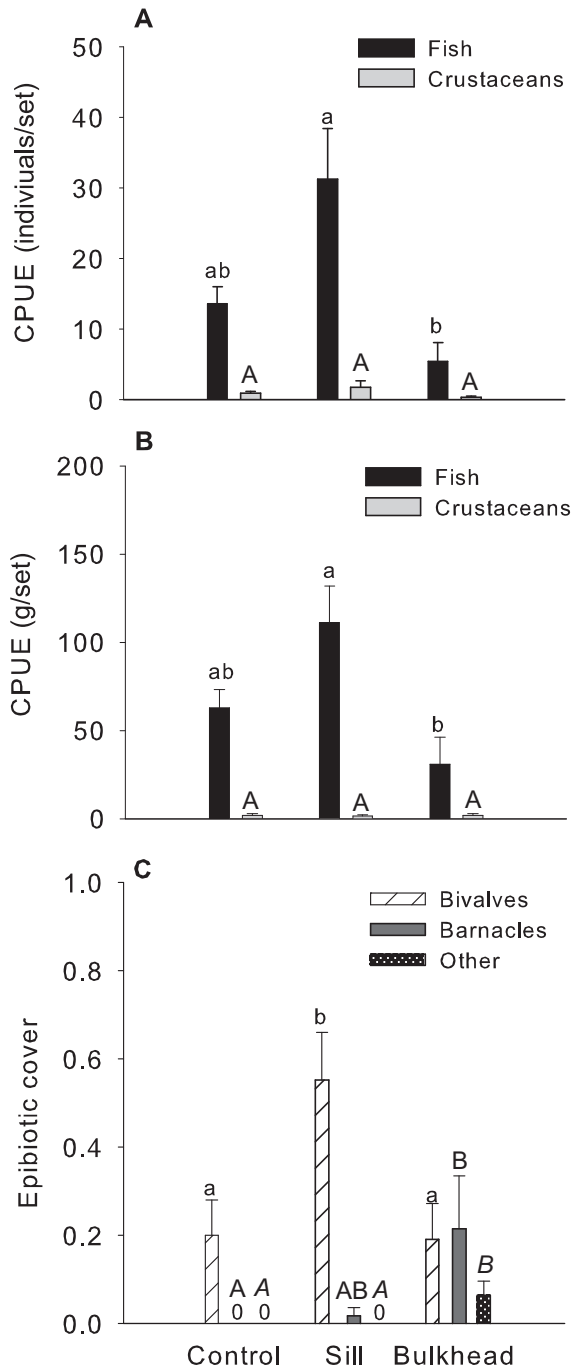 A
50
40
30
20
10
0
CPUE (indiviuals/set)
Fish
Crustaceans
ab
A
a
A
b
A
B
200
150
100
50
0
CPUE (g/set)
Fish
Crustaceans
ab
A
a
A
b
A
C
1.0
0.8
0.6
0.4
0.2
0.0
Epibiotic cover
Bivalves
Barnacles
Other
a
A A
0 0
b
AB A
0
a
B
B
Control Sill Bulkhead